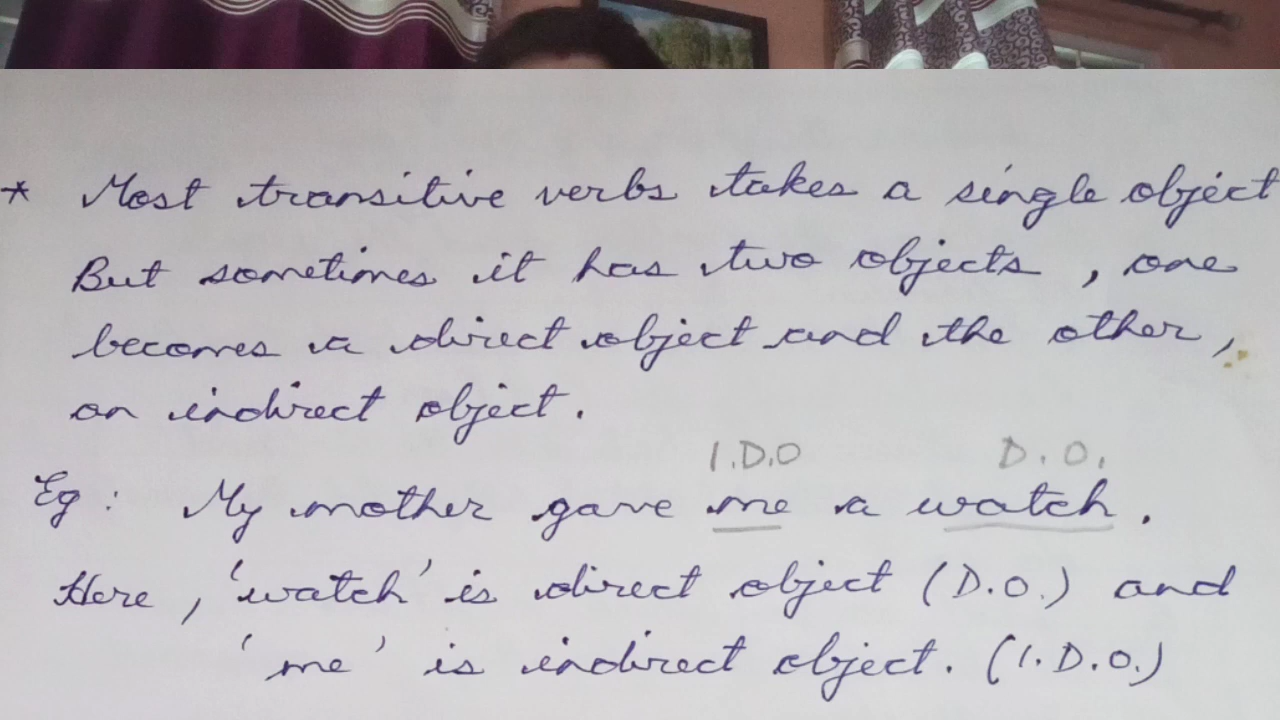 * Most transitive verbs takes a single object
But sometimes it has two objects, one
becomes a direct object and the other,
an indirect object.
I.D.O D.O.
Eg : My mother gave me a watch.
Here, 'watch' is direct object (D.O.) and
'me' is indirect object. (I.D.O.)